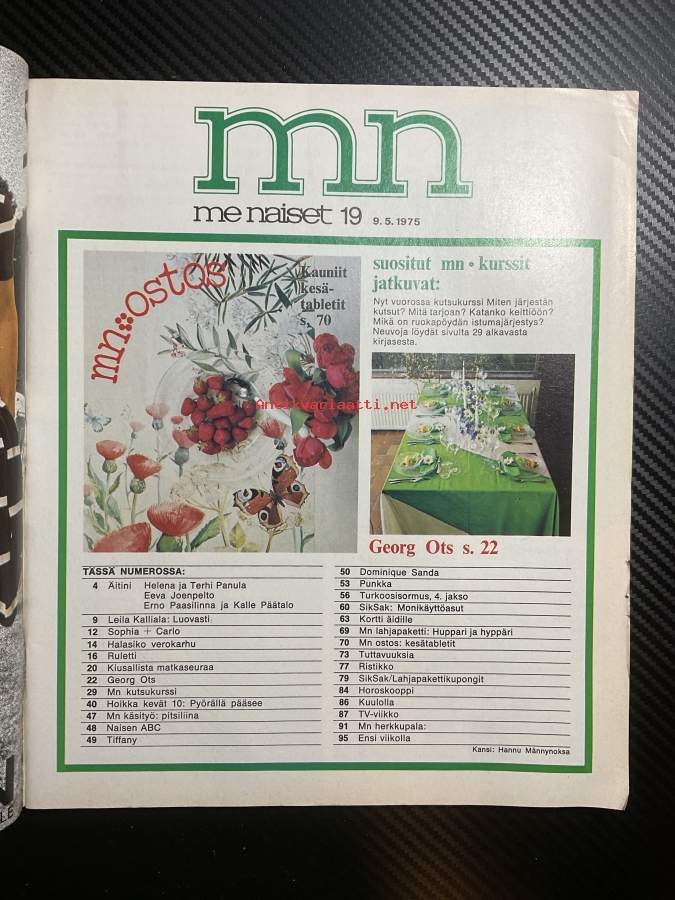 mn
me naiset 19 9.5.1975
mn ostos
Kauniit
kesä-
tabletit
s. 70
suositut mn • kurssit
jatkuvat:
Nyt vuorossa kutsukurssi Miten järjestän
kutsut? Mitä tarjoan? Katanko keittiöön?
Mikä on ruokapöydän istumajärjestys?
Neuvoja löydät sivulta 29 alkavasta
kirjasesta.
Antikvariaatti.net
Georg Ots s. 22
TÄSSÄ NUMEROSSA:
4 Äitini Helena ja Terhi Panula
Eeva Joenpelto
Erno Paasilinna ja Kalle Päätalo
9 Leila Kalliala: Luovasti
12 Sophia + Carlo
14 Halasiko verokarhu
16 Ruletti
20 Kiusallista matkaseuraa
22 Georg Ots
29 Mn kutsukurssi
40 Hoikka kevät 10: Pyörällä pääsee
47 Mn käsityö: pitsiliina
48 Naisen ABC
49 Tiffany
50 Dominique Sanda
53 Punkka
56 Turkoosisormus, 4. jakso
60 SikSak: Monikäyttöasut
63 Kortti äidille
69 Mn lahjapaketti: Huppari ja hyppäri
70 Mn ostos: kesätabletit
73 Tuttavuuksia
77 Ristikko
79 SikSak/Lahjapakettikupongit
84 Horoskooppi
86 Kuulolla
87 TV-viikko
91 Mn herkkupala:
95 Ensi viikolla
Kansi: Hannu Männynoksa